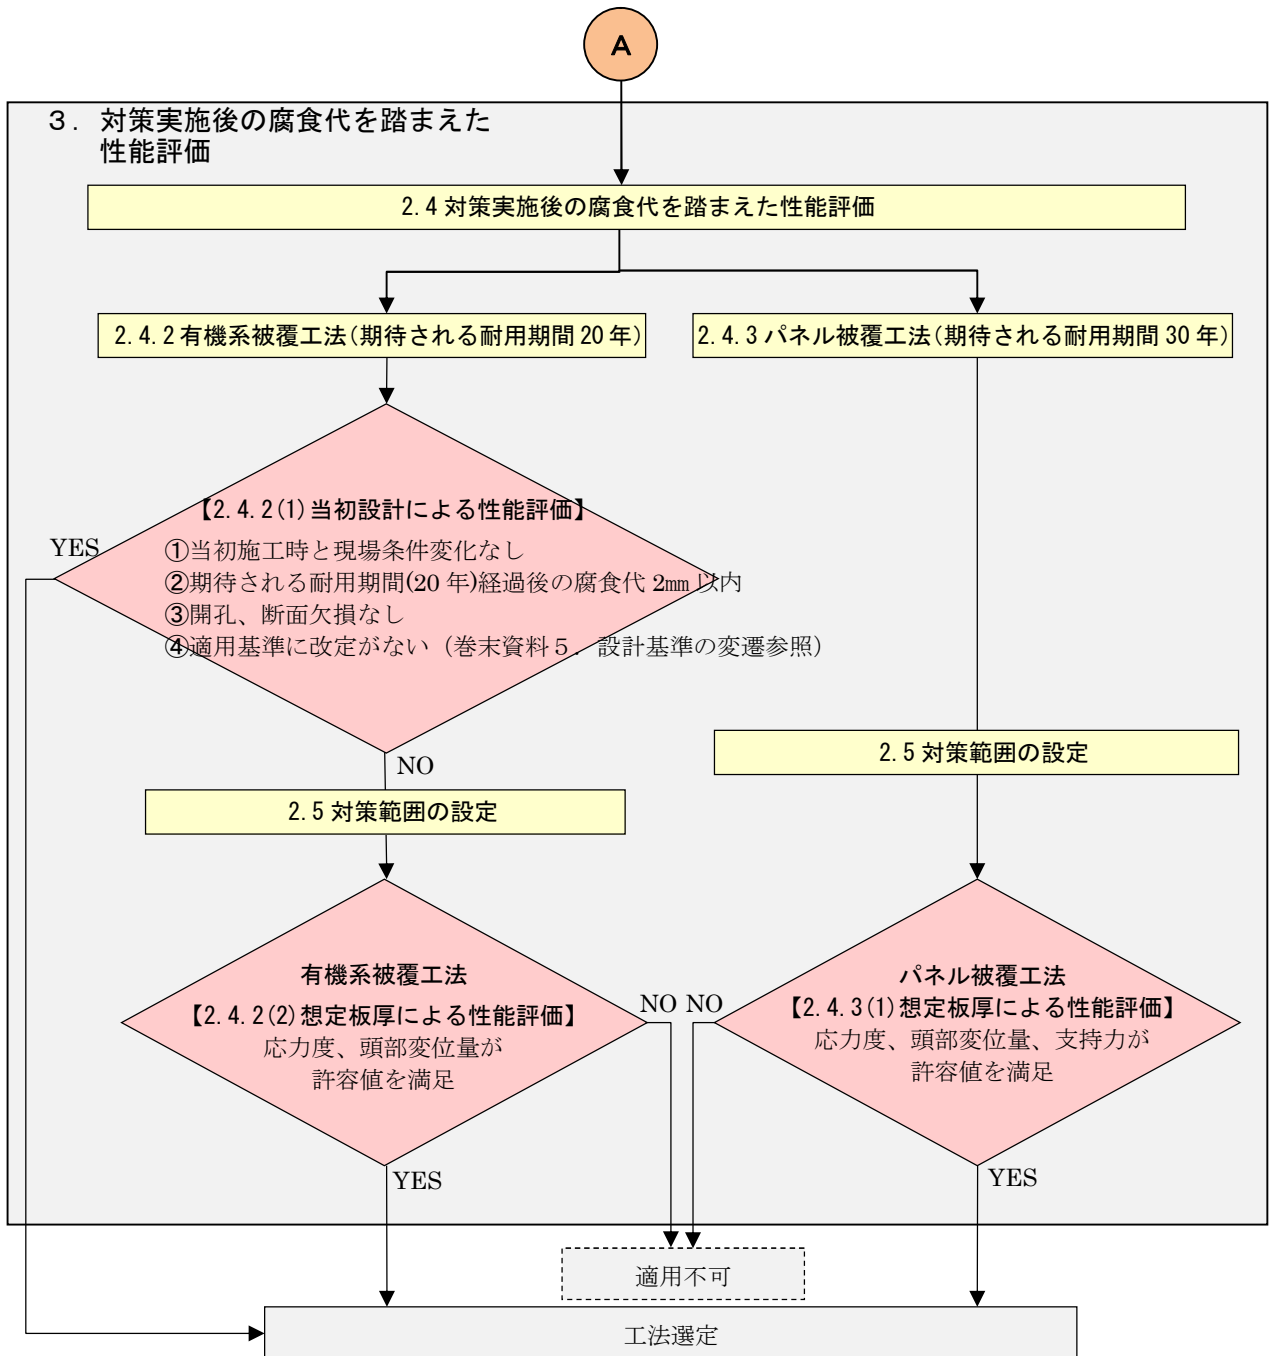 A
3．対策実施後の腐食代を踏まえた
性能評価
2.4 対策実施後の腐食代を踏まえた性能評価
2.4.2 有機系被覆工法(期待される耐用期間 20 年)
2.4.3 パネル被覆工法(期待される耐用期間 30 年)
【2.4.2(1)当初設計による性能評価】
YES
①当初施工時と現場条件変化なし
②期待される耐用期間(20 年)経過後の腐食代 2㎜以内
③開孔、断面欠損なし
④適用基準に改定がない（巻末資料５．設計基準の変遷参照）
NO
2.5 対策範囲の設定
2.5 対策範囲の設定
有機系被覆工法
【2.4.2(2)想定板厚による性能評価】
応力度、頭部変位量が
許容値を満足
NO
NO
パネル被覆工法
【2.4.3(1)想定板厚による性能評価】
応力度、頭部変位量、支持力が
許容値を満足
YES
YES
適用不可
工法選定